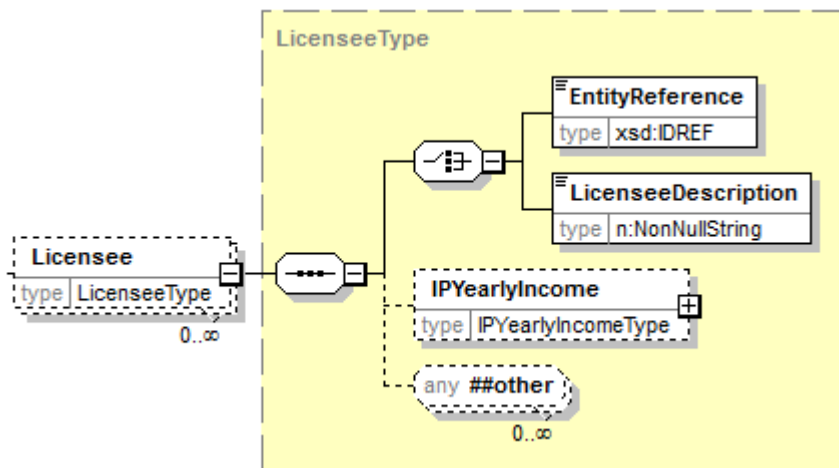 LicenseeType
EntityReference
type xsd:IDREF
LicenseeDescription
type n:NonNullString
Licensee
type LicenseeType
0..∞
IPYearlyIncome
type IPYearlyIncomeType
any ##other
0..∞